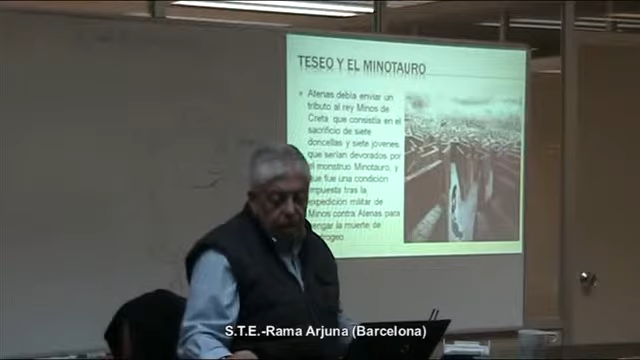 TESEO Y EL MINOTAURO
Atenas debía enviar un
tributo al rey Minos de
Creta que consistía en el
sacrificio de siete
doncellas y siete jóvenes,
que serían devorados por
el monstruo Minotauro, y
que fue una condición
impuesta tras la
expedición militar de
Minos contra Atenas para
vengar la muerte de
S.T.E.-Rama Arjuna (Barcelona)